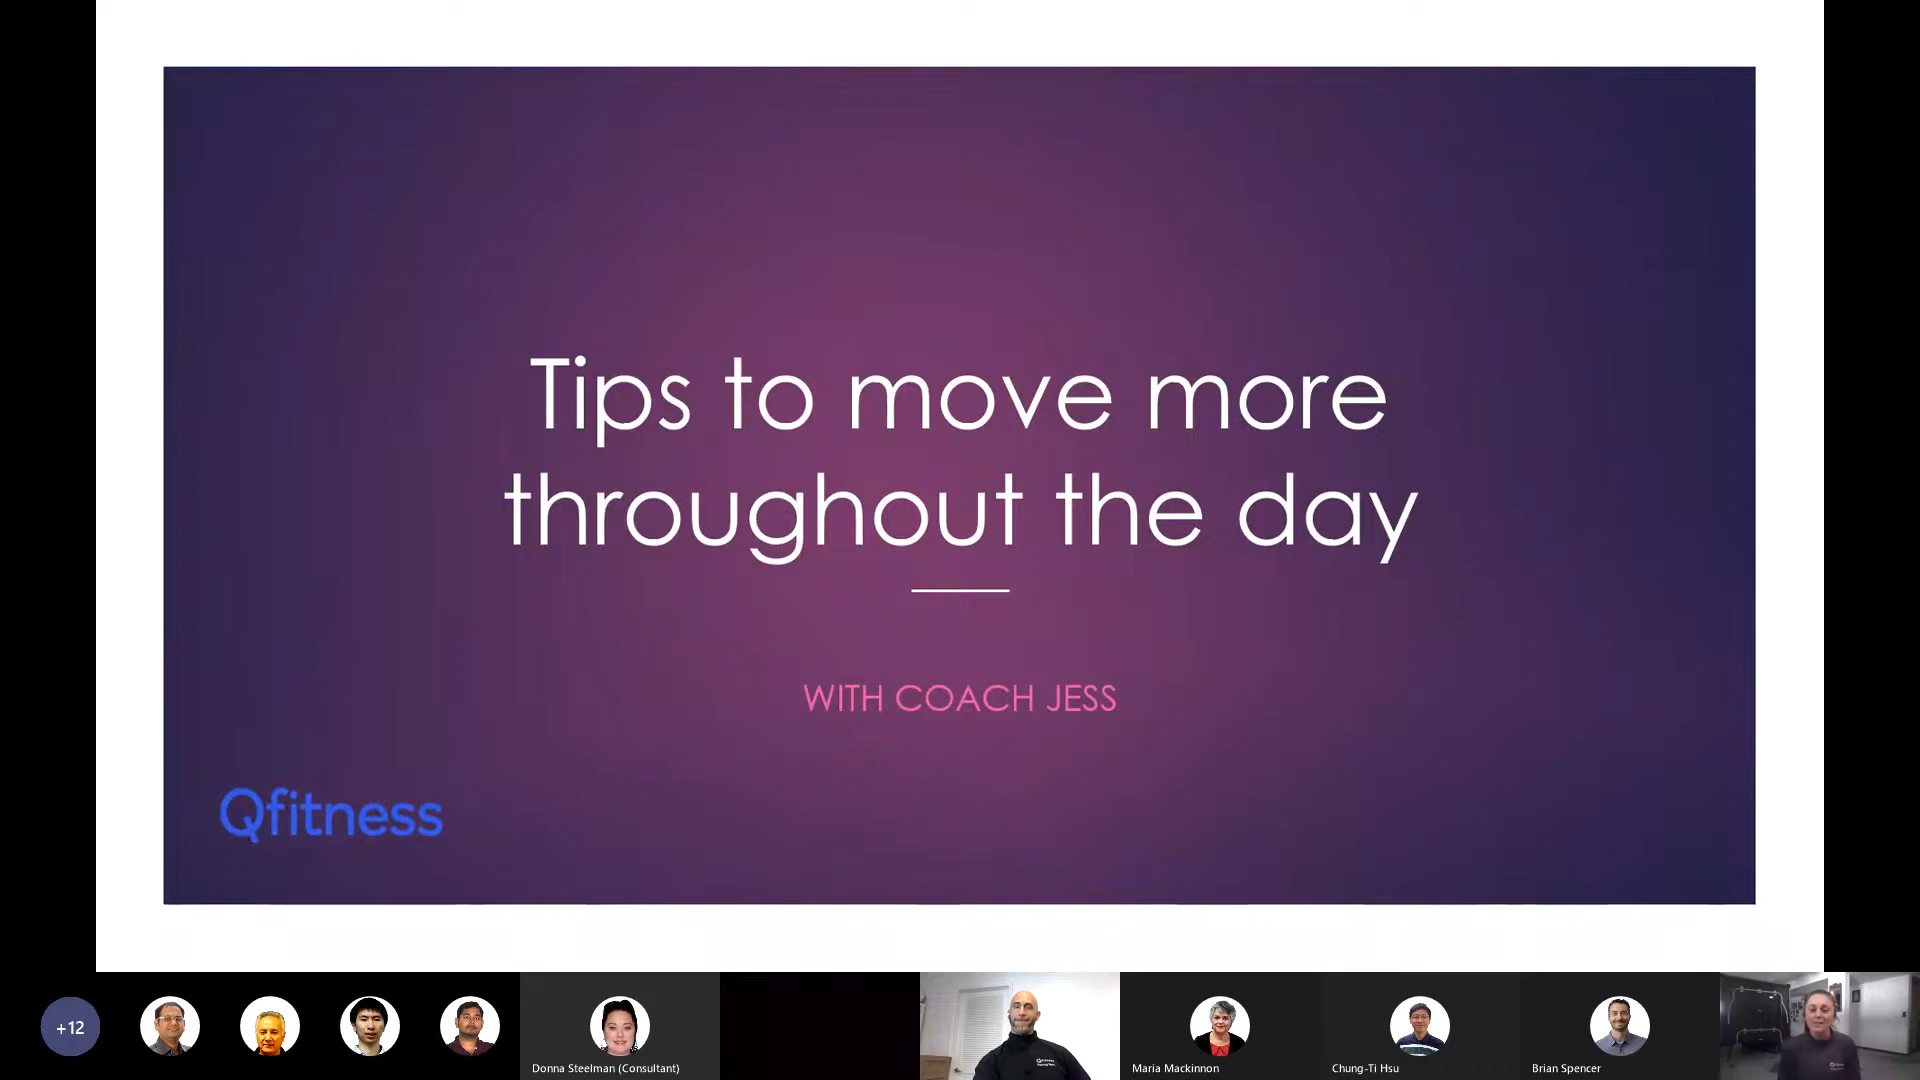 Tips to move more
throughout the day
WITH COACH JESS
Qfitness
+12
Donna Steelman (Consultant)
Maria Mackinnon
Chung-Ti Hsu
Brian Spencer